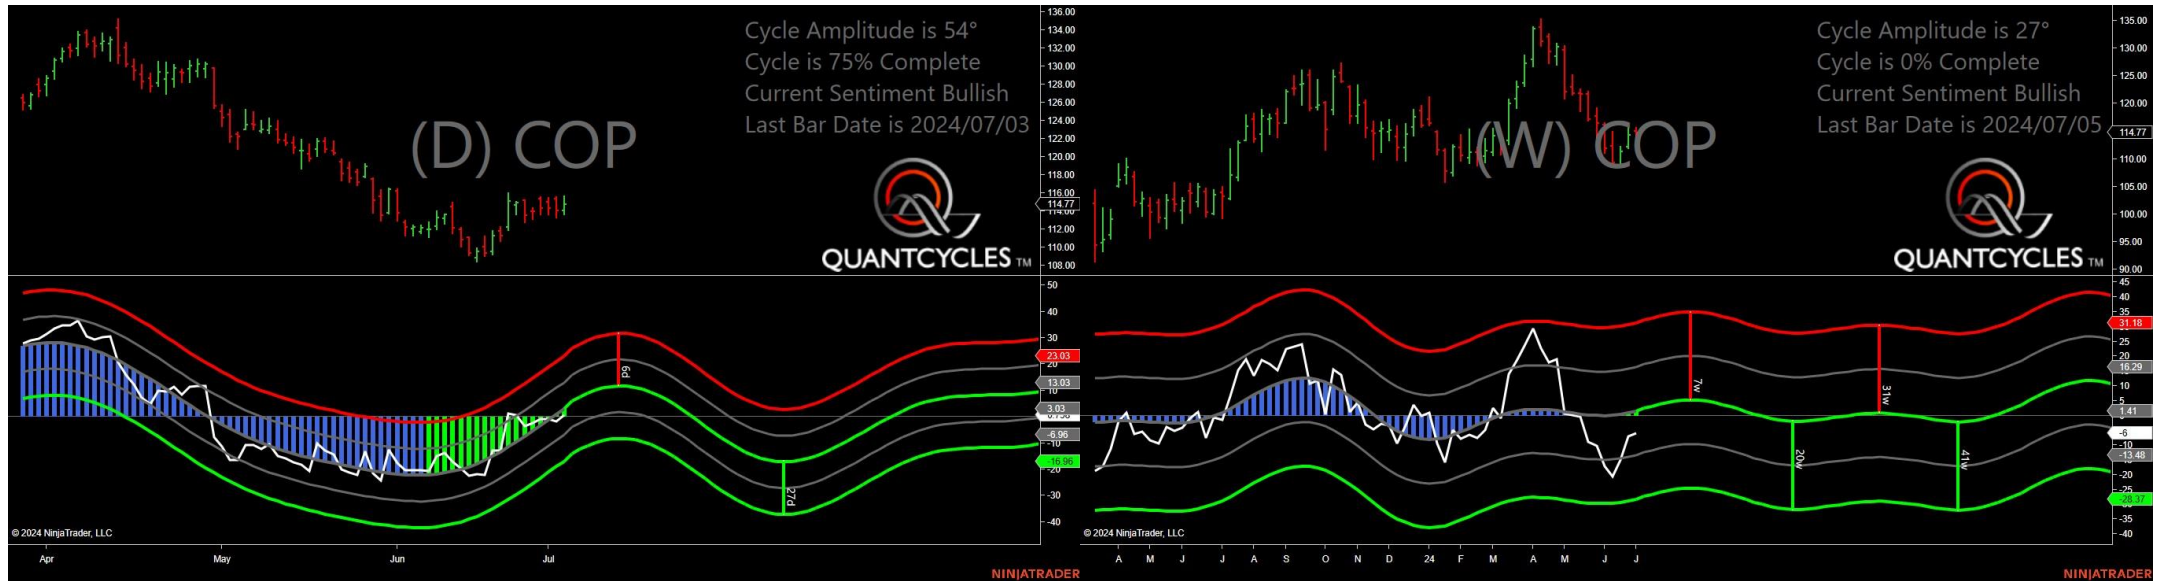 Cycle Amplitude is 54°
Cycle is 75% Complete
Current Sentiment Bullish
Last Bar Date is 2024/07/03
(D) COP
QUANTCYCLES TM
136.00
134.00
132.00
130.00
128.00
126.00
124.00
122.00
120.00
118.00
116.00
114.77
114.00
112.00
110.00
108.00
50
40
30
23.03
20
13.03
10
3.03
-6.96
-10
-16.96
-20
-30
-40
6d
27d
© 2024 NinjaTrader, LLC
Apr
May
Jun
Jul
NINJATRADER
Cycle Amplitude is 27°
Cycle is 0% Complete
Current Sentiment Bullish
Last Bar Date is 2024/07/05
(W) COP
QUANTCYCLES TM
135.00
130.00
125.00
120.00
114.77
110.00
105.00
100.00
95.00
90.00
45
40
35
31.18
25
20
16.29
10
5
1.41
-6
-10
-13.48
-20
-25
-28.37
-35
-40
7w
31w
20w
41w
© 2024 NinjaTrader, LLC
A M J J A S O N D 24 F M A M J J
NINJATRADER